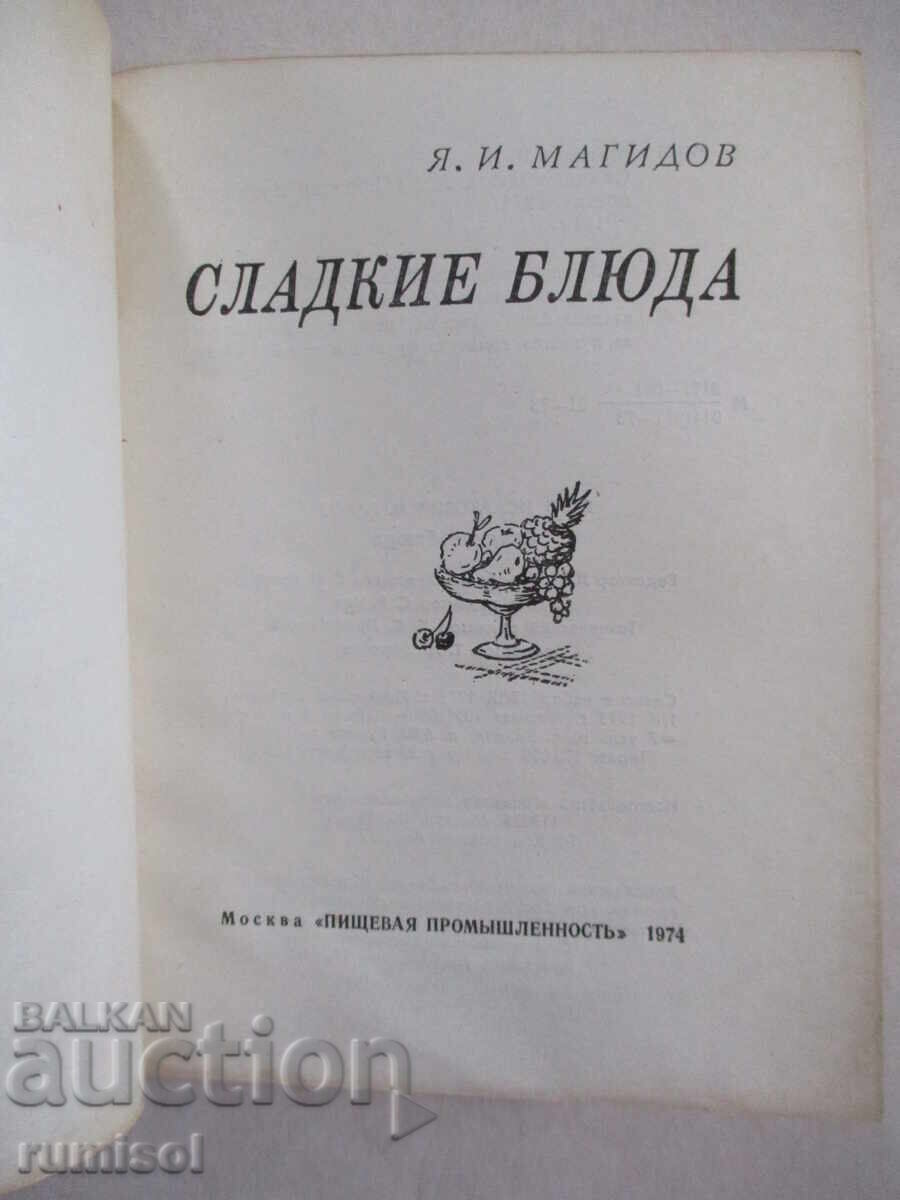 Я. И. МАГИДОВ
СЛАДКИЕ БЛЮДА
Москва «ПИЩЕВАЯ ПРОМЫШЛЕННОСТЬ» 1974
BALKAN
auction
rumisol